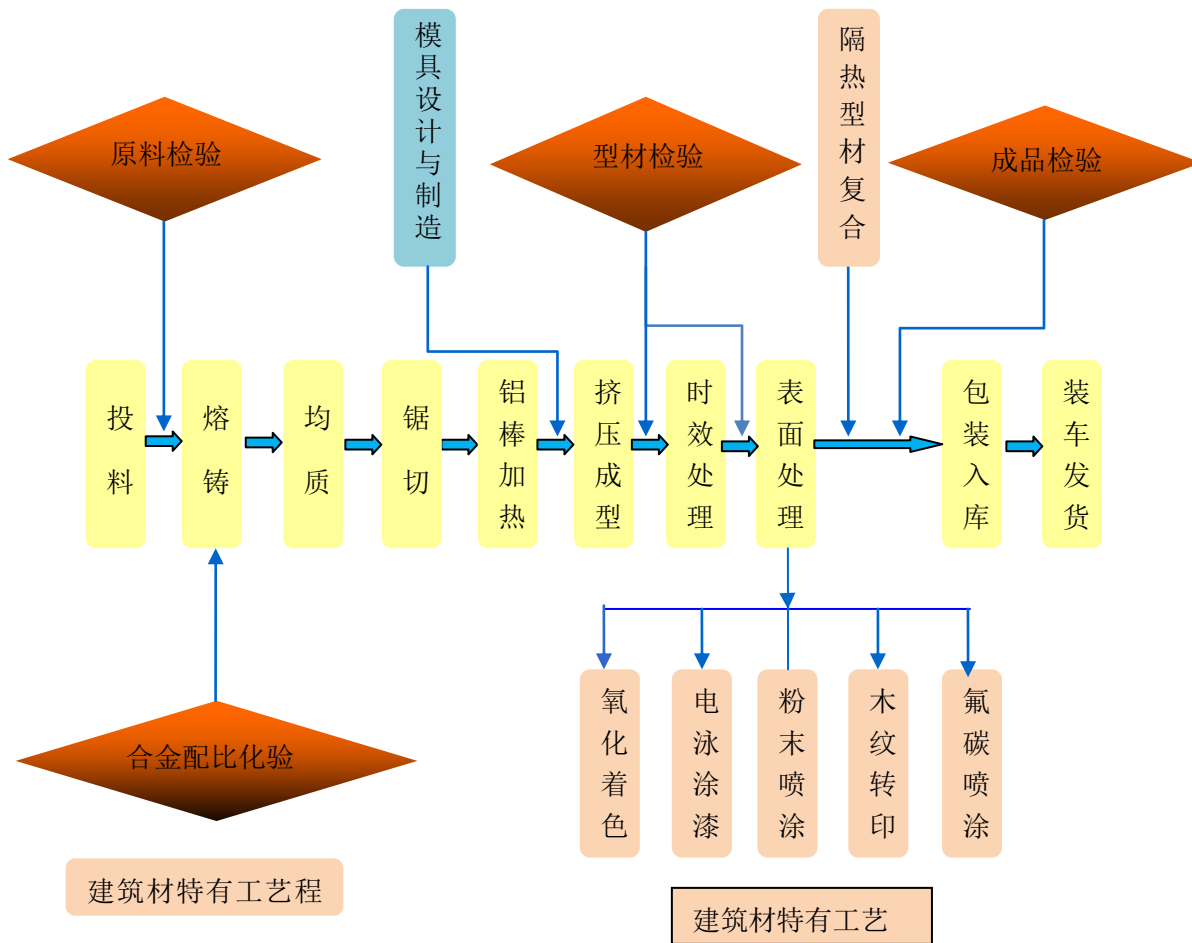 模具设计与制造
隔热型材复合
原料检验
型材检验
成品检验
投料
熔铸
均质
锯切
铝棒加热
挤压成型
时效处理
表面处理
包装入库
装车发货
氧化着色
电泳涂漆
粉末喷涂
木纹转印
氟碳喷涂
合金配比化验
建筑材特有工艺程
建筑材特有工艺